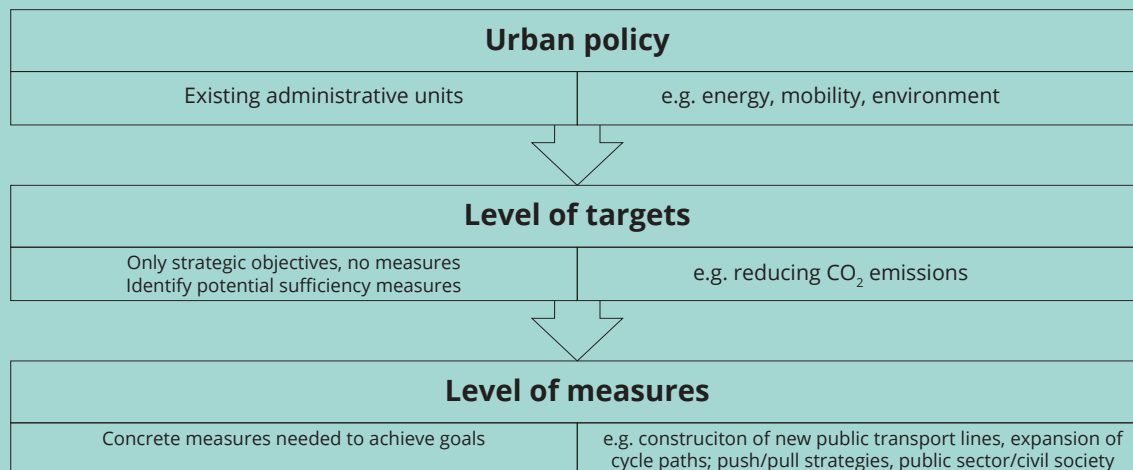 Urban policy
Existing administrative units
e.g. energy, mobility, environment
Level of targets
Only strategic objectives, no measures
Identify potential sufficiency measures
e.g. reducing CO₂ emissions
Level of measures
Concrete measures needed to achieve goals
e.g. construciton of new public transport lines, expansion of
cycle paths; push/pull strategies, public sector/civil society